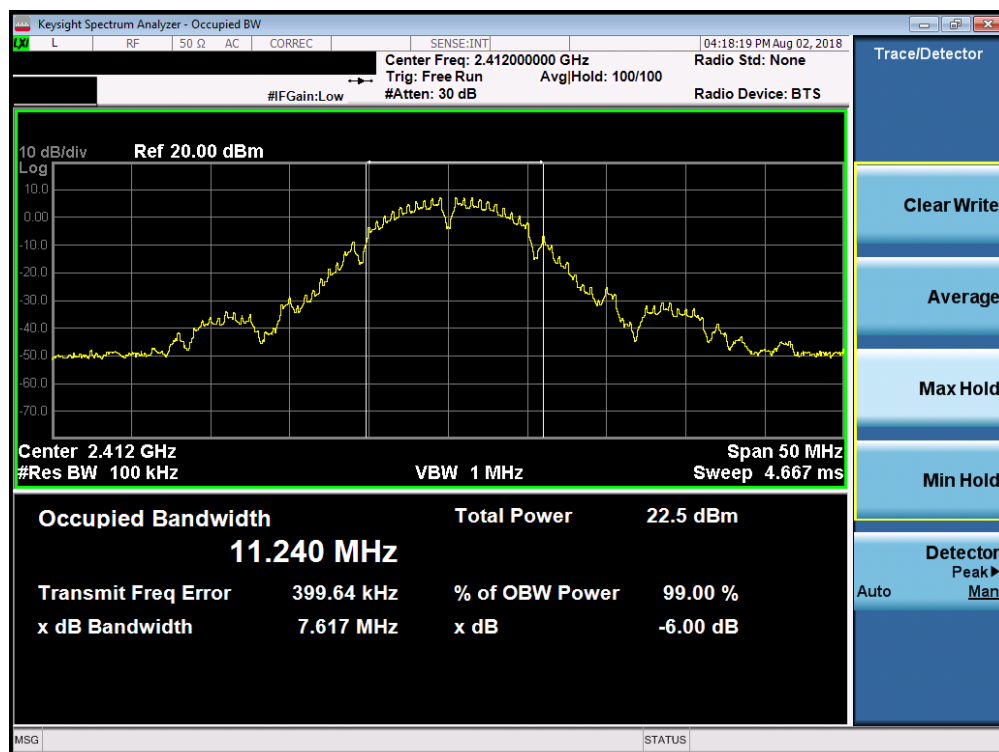 Keysight Spectrum Analyzer - Occupied BW
LXI L RF 50 Ω AC CORREC SENSE:INT 04:18:19 PM Aug 02, 2018
Center Freq: 2.412000000 GHz Radio Std: None
Trig: Free Run Avg|Hold: 100/100
#IFGain:Low #Atten: 30 dB Radio Device: BTS
10 dB/div Ref 20.00 dBm
Log
10.0
0.00
-10.0
-20.0
-30.0
-40.0
-50.0
-60.0
-70.0
Center 2.412 GHz Span 50 MHz
#Res BW 100 kHz VBW 1 MHz Sweep 4.667 ms
Occupied Bandwidth Total Power 22.5 dBm
11.240 MHz
Transmit Freq Error 399.64 kHz % of OBW Power 99.00 %
x dB Bandwidth 7.617 MHz x dB -6.00 dB
MSG STATUS
Trace/Detector
Clear Write
Average
Max Hold
Min Hold
Detector
Peak
Auto Man